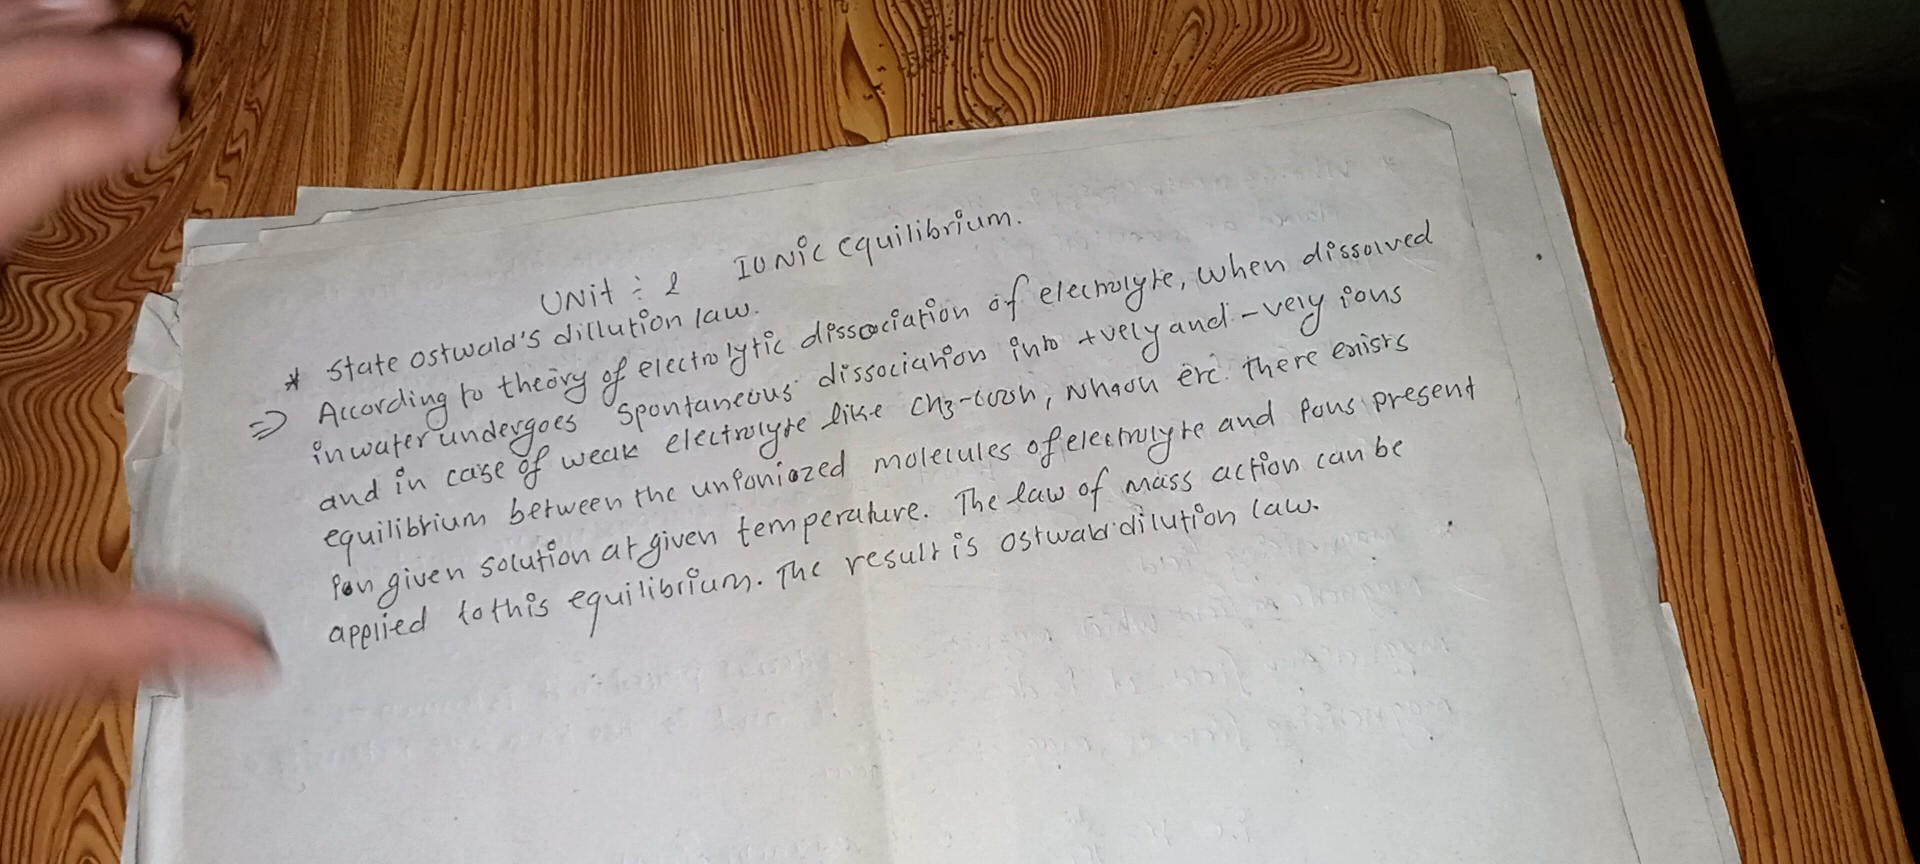 UNit : 2 IONic equilibrium.
* State ostwald's dillution law.
⇒ According to theory of electrolytic dissociation of electrolyte, when dissolved
in water undergoes spontaneous dissociation into +vely and -very ions
and in case of weak electrolyte like CH3-COOH, NH4OH etc. there exists
equilibrium between the unioniozed molecules of electrolyte and ions present
ion given solution at given temperature. The law of mass action can be
applied to this equilibrium. The result is ostwald dilution law.